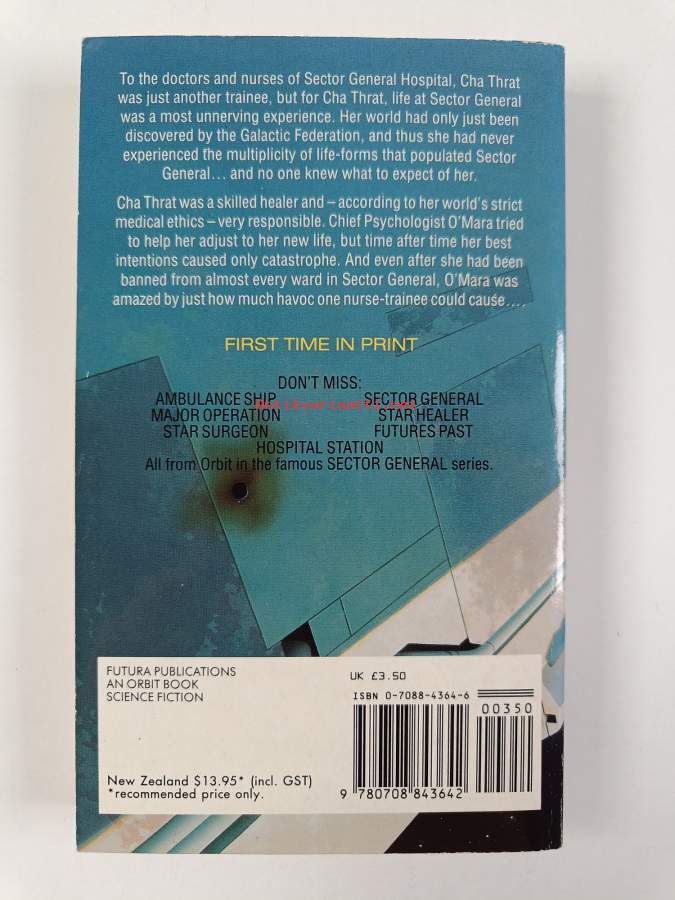 To the doctors and nurses of Sector General Hospital, Cha Thrat
was just another trainee, but for Cha Thrat, life at Sector General
was a most unnerving experience. Her world had only just been
discovered by the Galactic Federation, and thus she had never
experienced the multiplicity of life-forms that populated Sector
General... and no one knew what to expect of her.
Cha Thrat was a skilled healer and – according to her world's strict
medical ethics – very responsible. Chief Psychologist O'Mara tried
to help her adjust to her new life, but time after time her best
intentions caused only catastrophe. And even after she had been
banned from almost every ward in Sector General, O'Mara was
amazed by just how much havoc one nurse-trainee could cause....
FIRST TIME IN PRINT
DON'T MISS:
AMBULANCE SHIP SECTOR GENERAL
Antikvariaatti.net
MAJOR OPERATION STAR HEALER
STAR SURGEON FUTURES PAST
HOSPITAL STATION
All from Orbit in the famous SECTOR GENERAL series.
FUTURA PUBLICATIONS
AN ORBIT BOOK
SCIENCE FICTION
UK £3.50
ISBN 0-7088-4364-6
00350
New Zealand $13.95* (incl. GST)
*recommended price only.
9 780708 843642